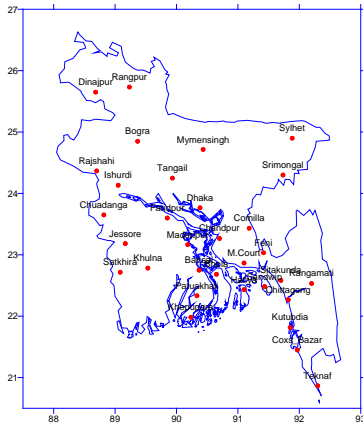 27
26
Dinajpur
Rangpur
25
Bogra
Mymensingh
Sylhet
Rajshahi
Ishurdi
Tangail
Srimongal
24
Chuadanga
Faridpur
Dhaka
Comilla
Jessore
Chandpur
Feni
23
Satkhira
Khulna
M.Court
Sitakunda
Rangamati
Patuakhali
Hatiya
Chittagong
22
Khepupara
Kutubdia
Coxs_Bazar
21
Teknaf
88
89
90
91
92
93